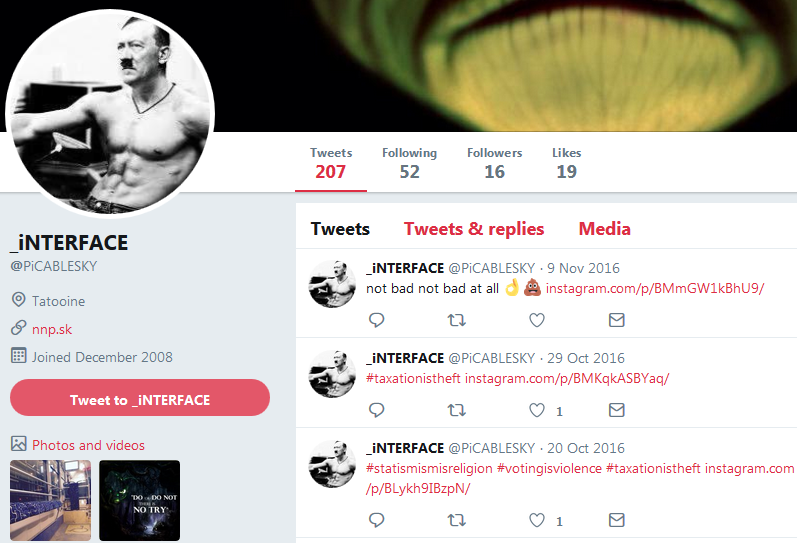 Tweets Following Followers Likes
207 52 16 19
_iNTERFACE
@PiCABLESKY
Tatooine
nnp.sk
Joined December 2008
Tweet to _iNTERFACE
Photos and videos
"DO OR DO NOT
THERE IS
NO TRY"
Tweets Tweets & replies Media
_iNTERFACE @PiCABLESKY · 9 Nov 2016
not bad not bad at all 👌💩 instagram.com/p/BMmGW1kBhU9/
_iNTERFACE @PiCABLESKY · 29 Oct 2016
#taxationistheft instagram.com/p/BMKqkASBYaq/
1
_iNTERFACE @PiCABLESKY · 20 Oct 2016
#statismismisreligion #votingisviolence #taxationistheft instagram.com
/p/BLykh9IBzpN/
1